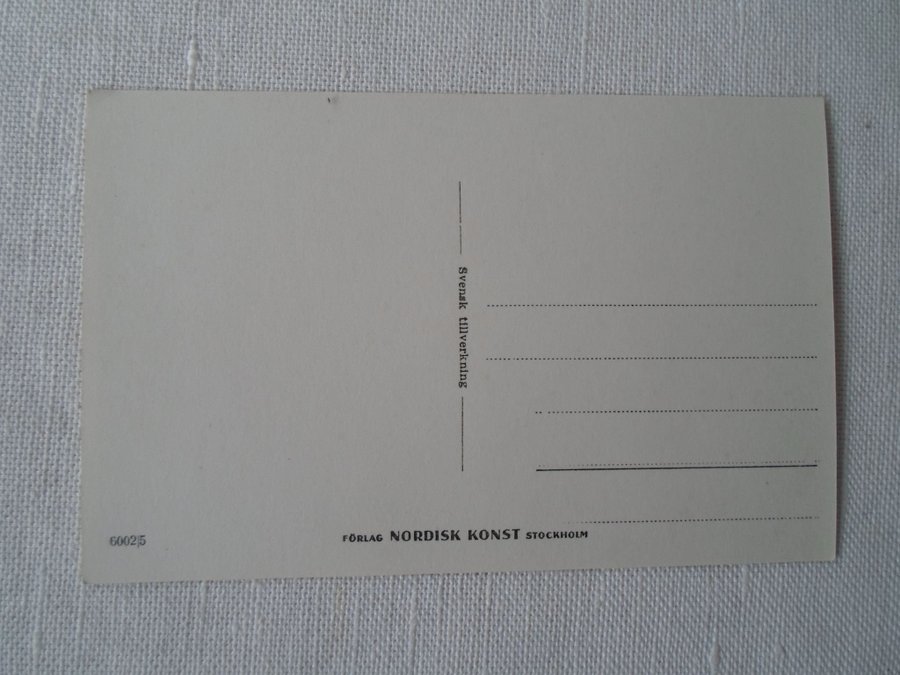 Svensk tillverkning
6002|5
FÖRLAG NORDISK KONST STOCKHOLM